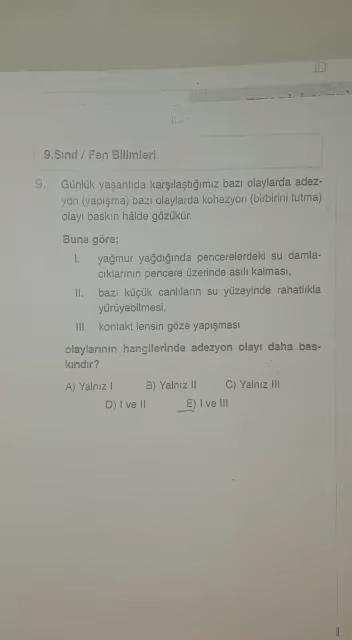 9.Sınıf / Fen Bilimleri
9. Günlük yaşantıda karşılaştığımız bazı olaylarda adez-
yon (yapışma) bazı olaylarda kohezyon (birbirini tutma)
olayı baskın hâlde gözükür.
Buna göre;
I. yağmur yağdığında pencerelerdeki su damla-
cıklarının pencere üzerinde asılı kalması,
II. bazı küçük canlıların su yüzeyinde rahatlıkla
yürüyebilmesi,
III. kontakt lensin göze yapışması
olaylarının hangilerinde adezyon olayı daha bas-
kındır?
A) Yalnız I B) Yalnız II C) Yalnız III
D) I ve II E) I ve III